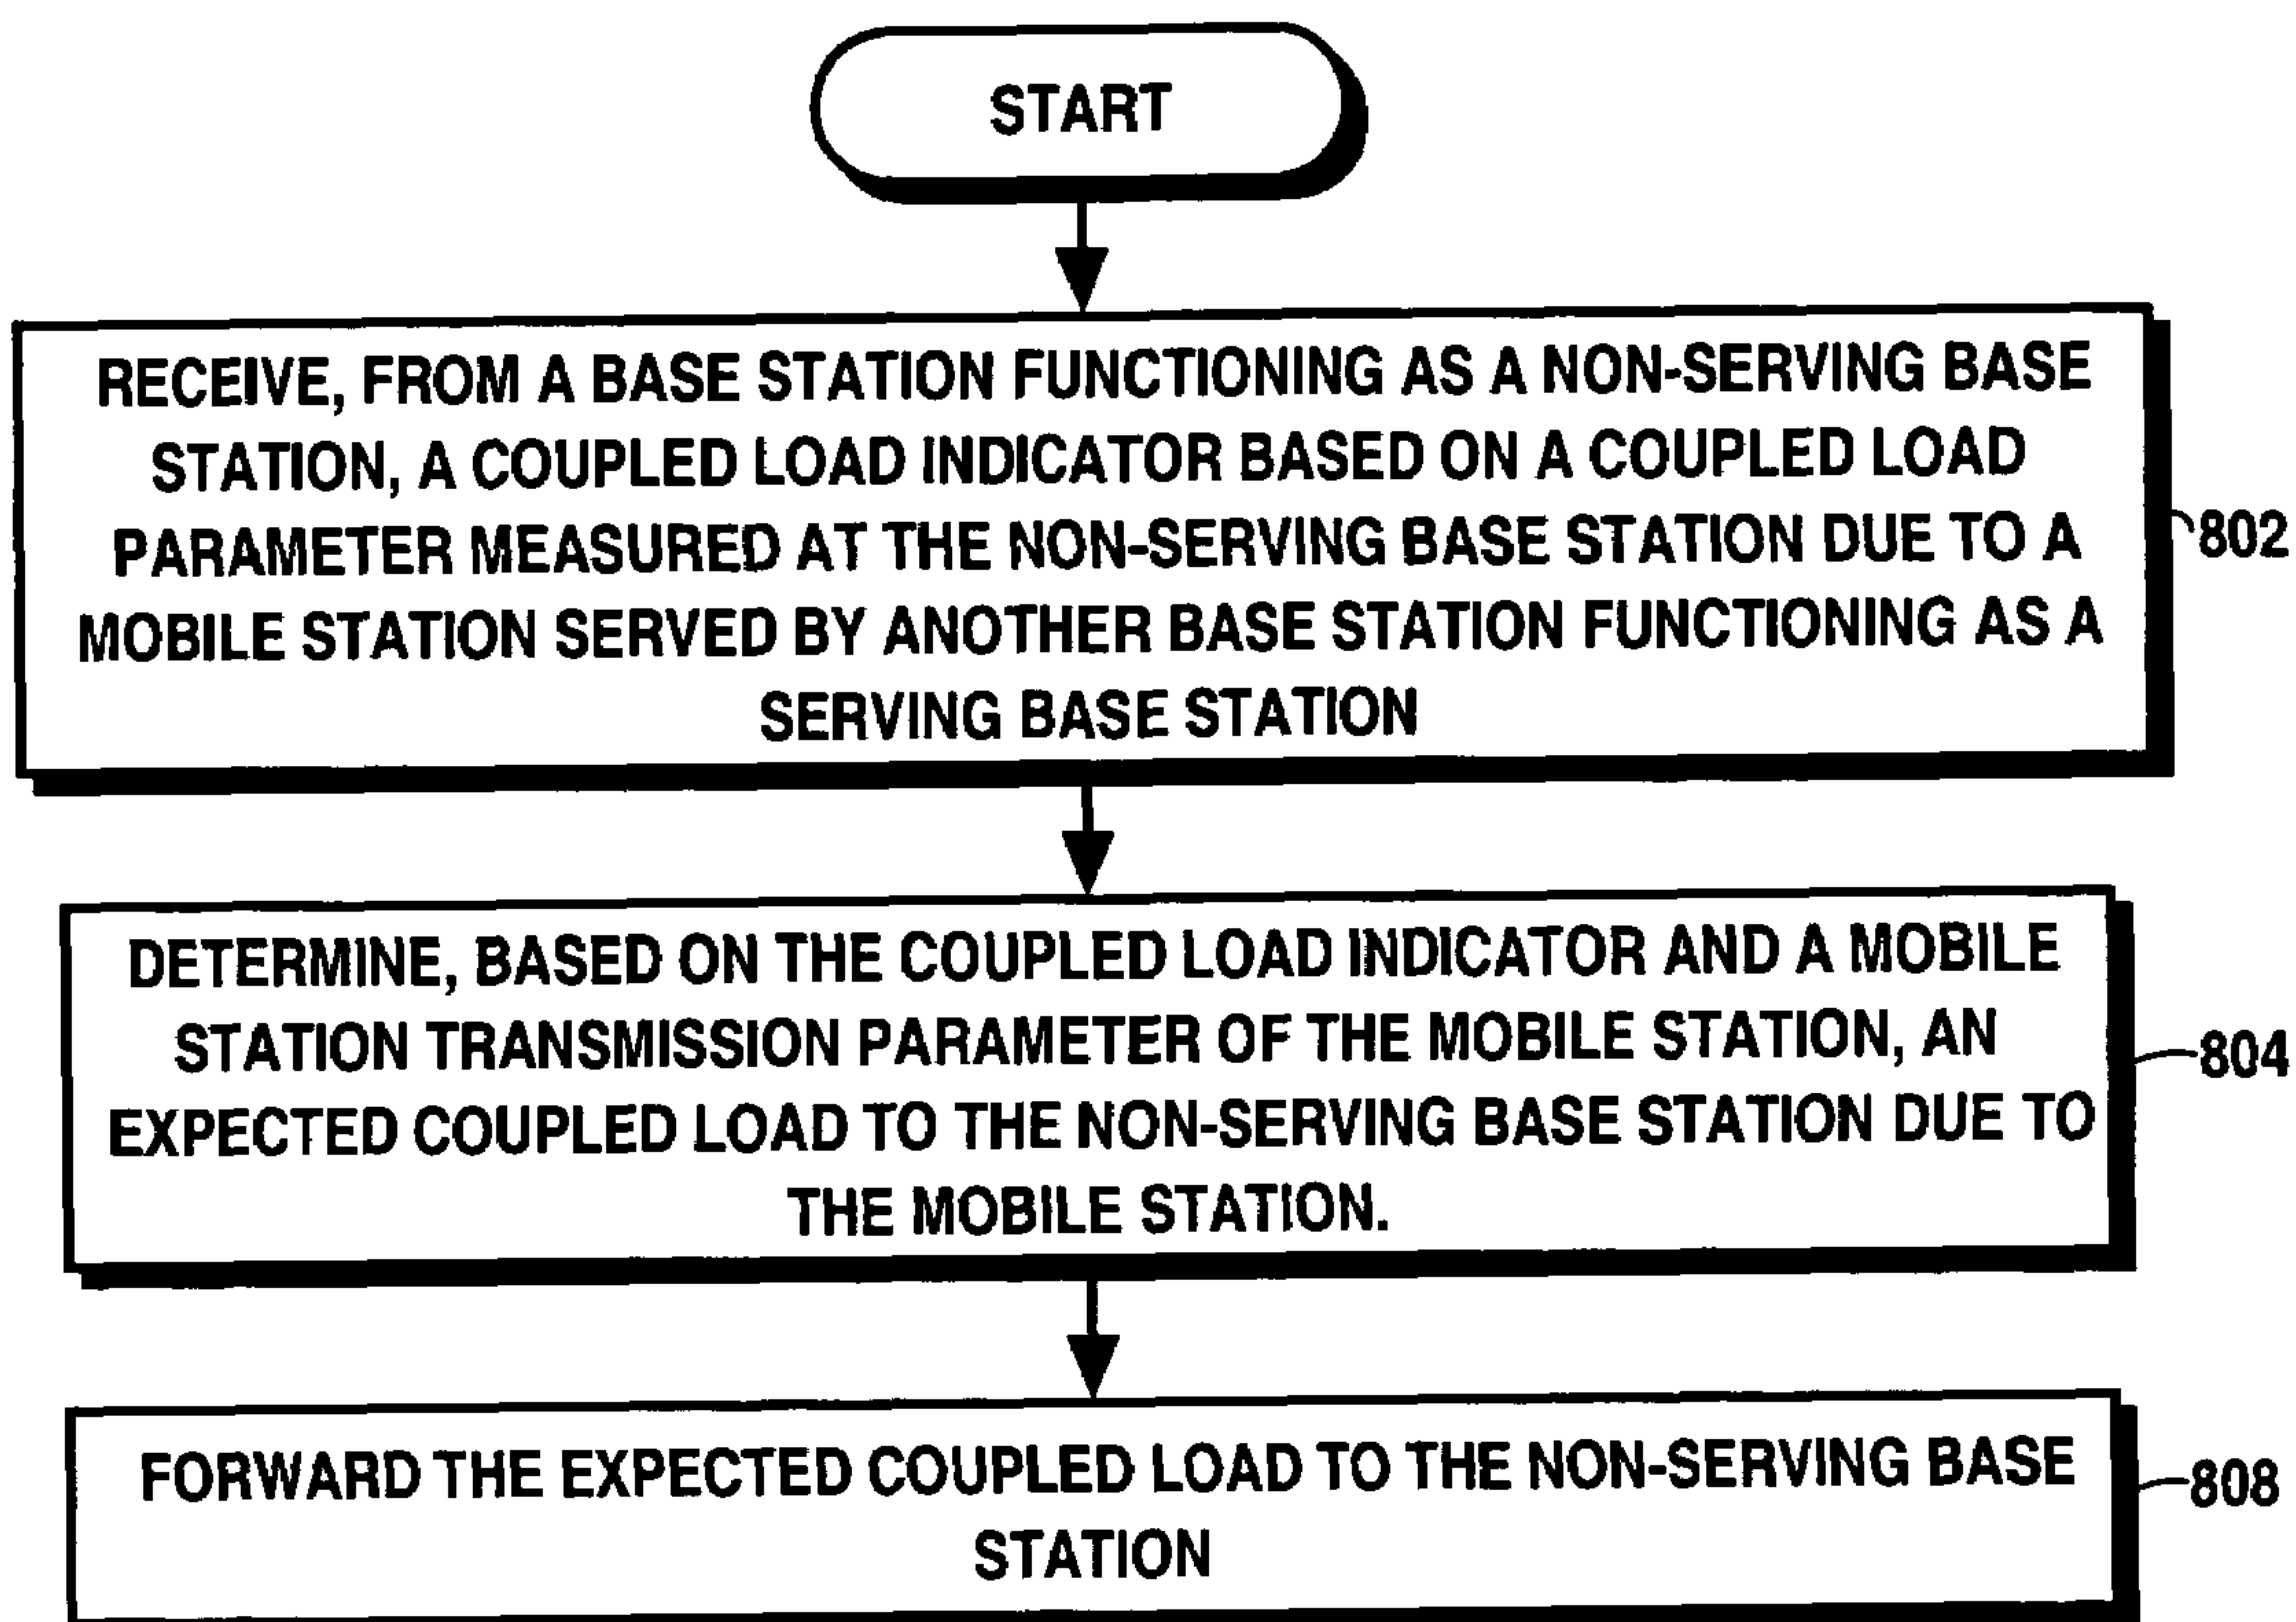 START
RECEIVE, FROM A BASE STATION FUNCTIONING AS A NON-SERVING BASE
STATION, A COUPLED LOAD INDICATOR BASED ON A COUPLED LOAD
PARAMETER MEASURED AT THE NON-SERVING BASE STATION DUE TO A
MOBILE STATION SERVED BY ANOTHER BASE STATION FUNCTIONING AS A
SERVING BASE STATION
802
DETERMINE, BASED ON THE COUPLED LOAD INDICATOR AND A MOBILE
STATION TRANSMISSION PARAMETER OF THE MOBILE STATION, AN
EXPECTED COUPLED LOAD TO THE NON-SERVING BASE STATION DUE TO
THE MOBILE STATION.
804
FORWARD THE EXPECTED COUPLED LOAD TO THE NON-SERVING BASE
STATION
808